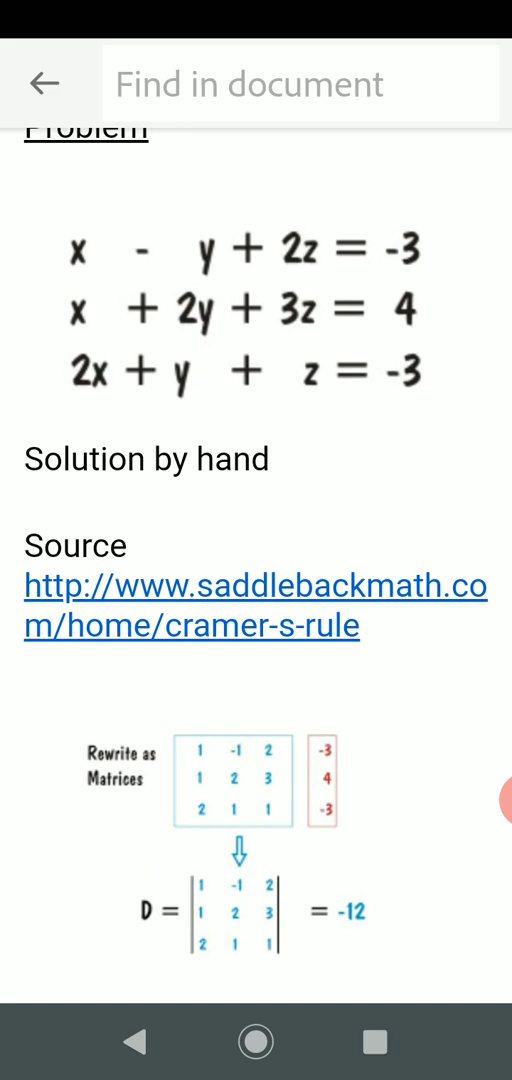 Find in document
Problem
x - y + 2z = -3
x + 2y + 3z = 4
2x + y + z = -3
Solution by hand
Source
http://www.saddlebackmath.co
m/home/cramer-s-rule
Rewrite as
Matrices
1 -1 2 -3
1 2 3 4
2 1 1 -3
1 -1 2
D = 1 2 3 = -12
2 1 1